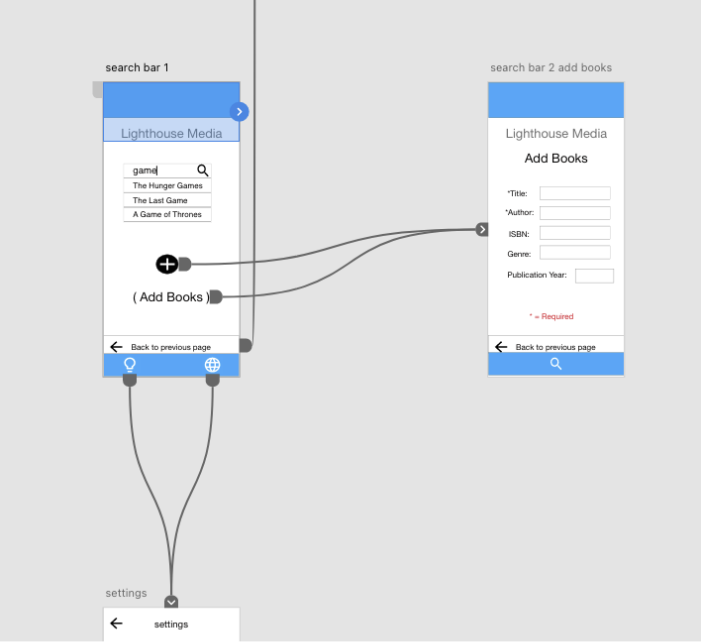 search bar 1
Lighthouse Media
game
The Hunger Games
The Last Game
A Game of Thrones
( Add Books )
Back to previous page
search bar 2 add books
Lighthouse Media
Add Books
*Title:
*Author:
ISBN:
Genre:
Publication Year:
* = Required
Back to previous page
settings
settings